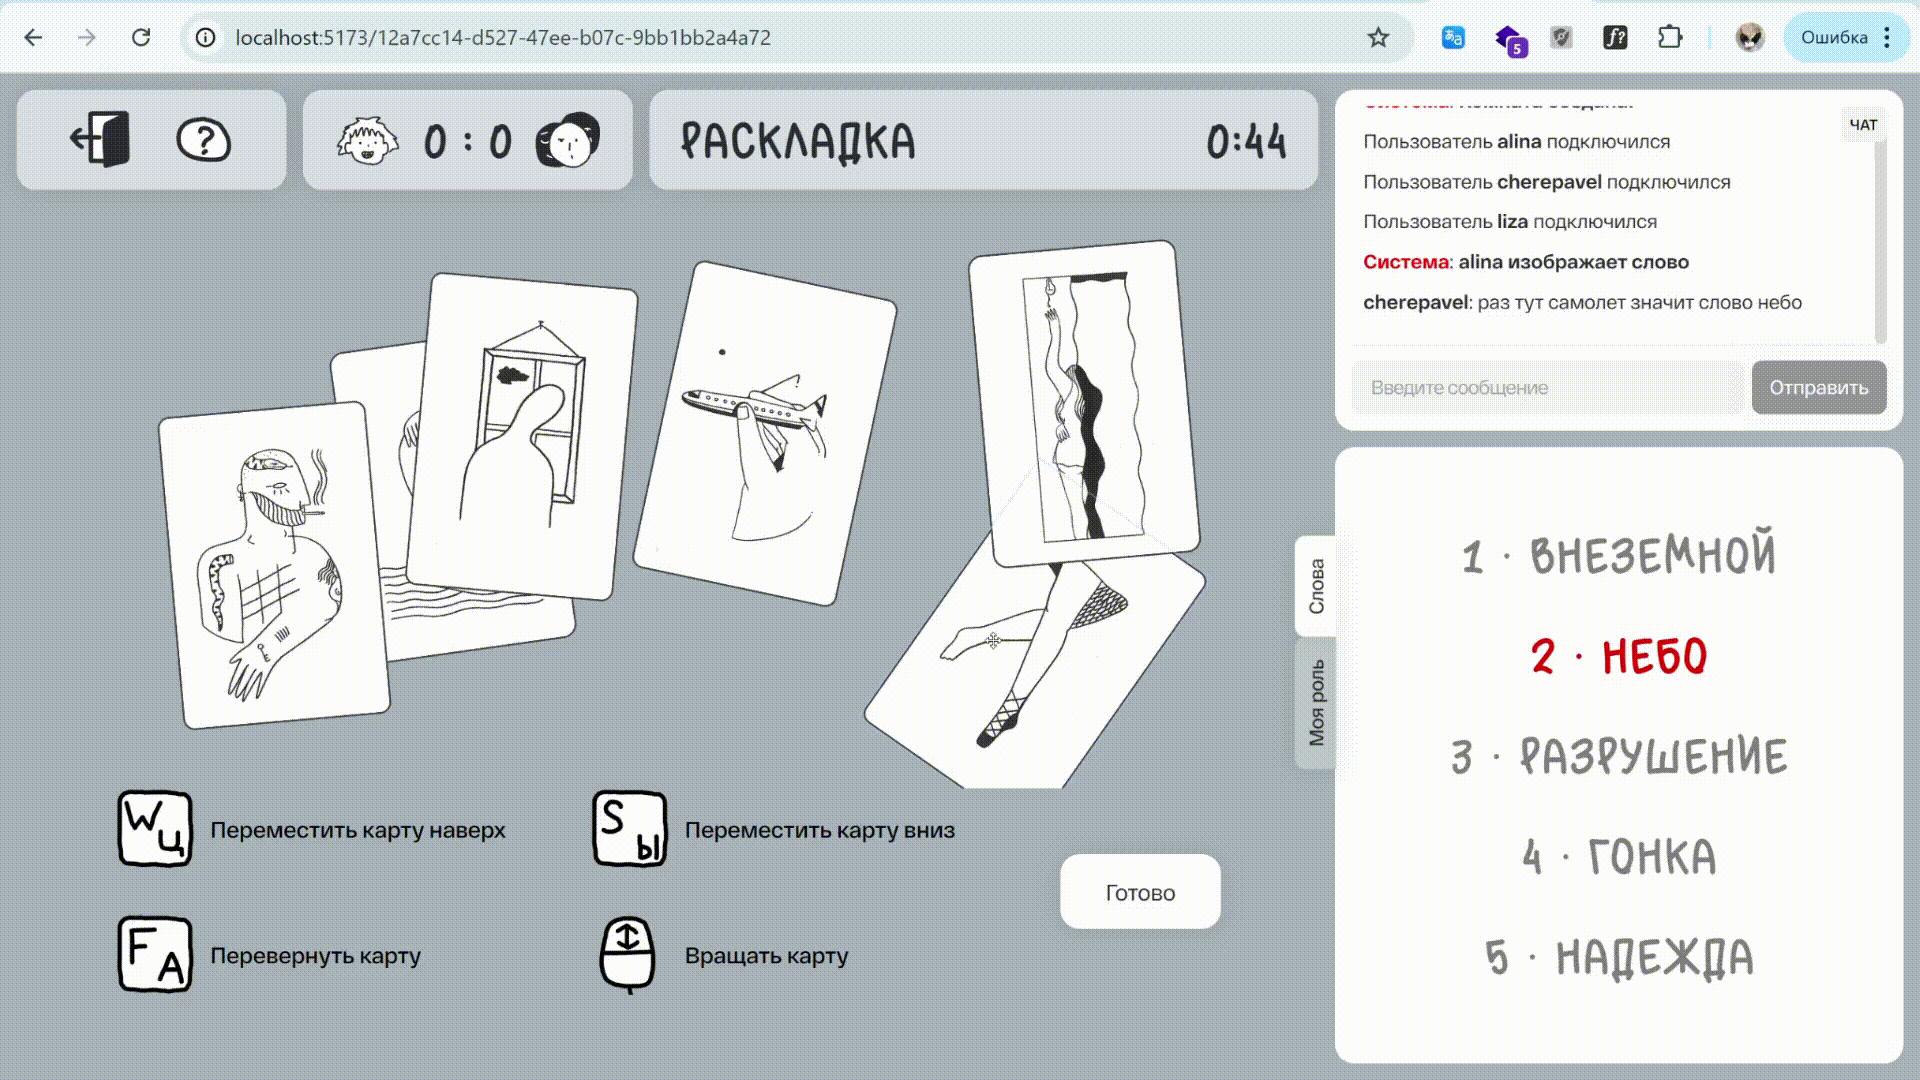 localhost:5173/12a7cc14-d527-47ee-b07c-9bb1bb2a4a72
あa
5
f?
Ошибка
?
0 : 0
РАСКЛАДКА
0:44
ЧАТ
Пользователь alina подключился
Пользователь cherepavel подключился
Пользователь liza подключился
Система: alina изображает слово
cherepavel: раз тут самолет значит слово небо
Введите сообщение
Отправить
Слова
Моя роль
1 · ВНЕЗЕМНОЙ
2 · НЕБО
3 · РАЗРУШЕНИЕ
4 · ГОНКА
5 · НАДЕЖДА
W Ц
Переместить карту наверх
S Ы
Переместить карту вниз
Готово
F А
Перевернуть карту
Вращать карту